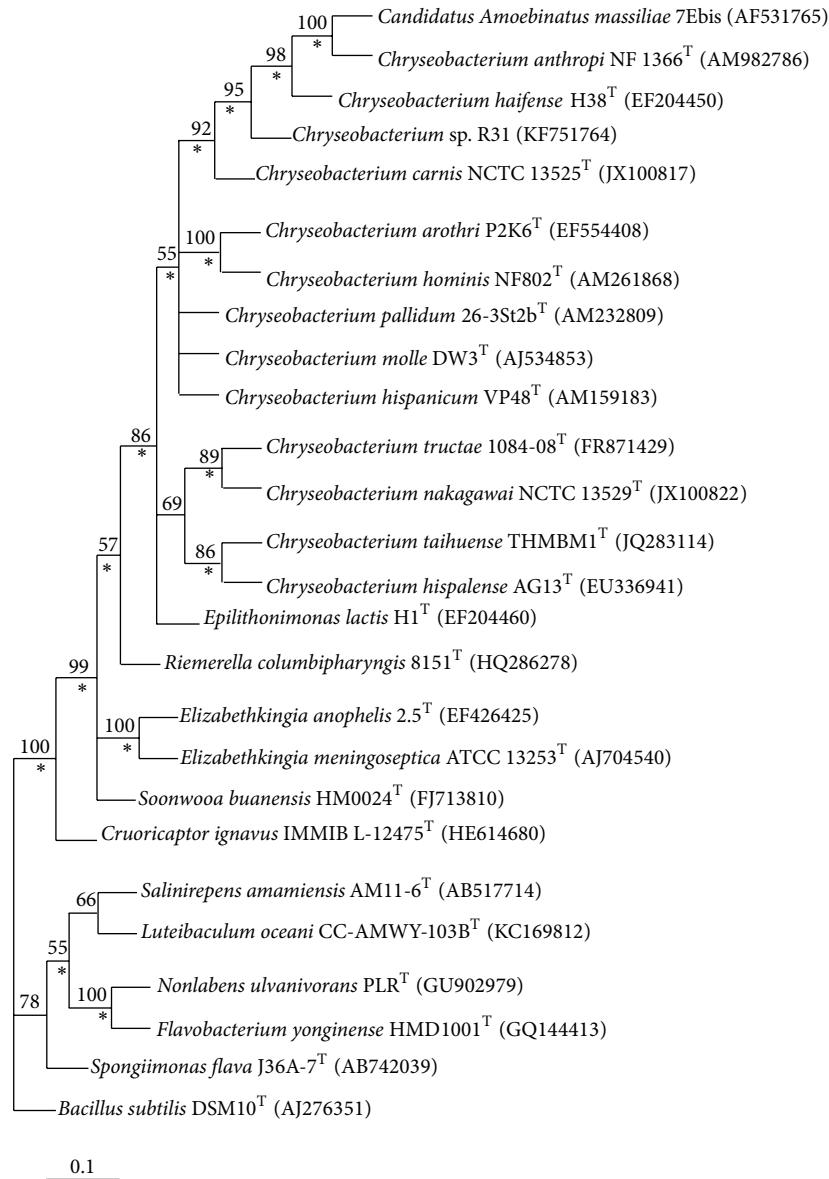 100
*
Candidatus Amoebinatus massiliae 7Ebis (AF531765)
98
*
Chryseobacterium anthropi NF 1366T (AM982786)
95
*
Chryseobacterium haifense H38T (EF204450)
92
*
Chryseobacterium sp. R31 (KF751764)
Chryseobacterium carnis NCTC 13525T (JX100817)
100
*
Chryseobacterium arothri P2K6T (EF554408)
55
*
Chryseobacterium hominis NF802T (AM261868)
Chryseobacterium pallidum 26-3St2bT (AM232809)
Chryseobacterium molle DW3T (AJ534853)
Chryseobacterium hispanicum VP48T (AM159183)
86
*
89
*
Chryseobacterium tructae 1084-08T (FR871429)
Chryseobacterium nakagawai NCTC 13529T (JX100822)
69
57
*
86
*
Chryseobacterium taihuense THMBM1T (JQ283114)
Chryseobacterium hispalense AG13T (EU336941)
Epilithonimonas lactis H1T (EF204460)
99
*
Riemerella columbipharyngis 8151T (HQ286278)
100
*
Elizabethkingia anophelis 2.5T (EF426425)
100
*
Elizabethkingia meningoseptica ATCC 13253T (AJ704540)
Soonwooa buanensis HM0024T (FJ713810)
Cruoricaptor ignavus IMMIB L-12475T (HE614680)
66
Salinirepens amamiensis AM11-6T (AB517714)
Luteibaculum oceani CC-AMWY-103BT (KC169812)
55
*
100
*
Nonlabens ulvanivorans PLRT (GU902979)
78
Flavobacterium yonginense HMD1001T (GQ144413)
Spongiimonas flava J36A-7T (AB742039)
Bacillus subtilis DSM10T (AJ276351)
0.1